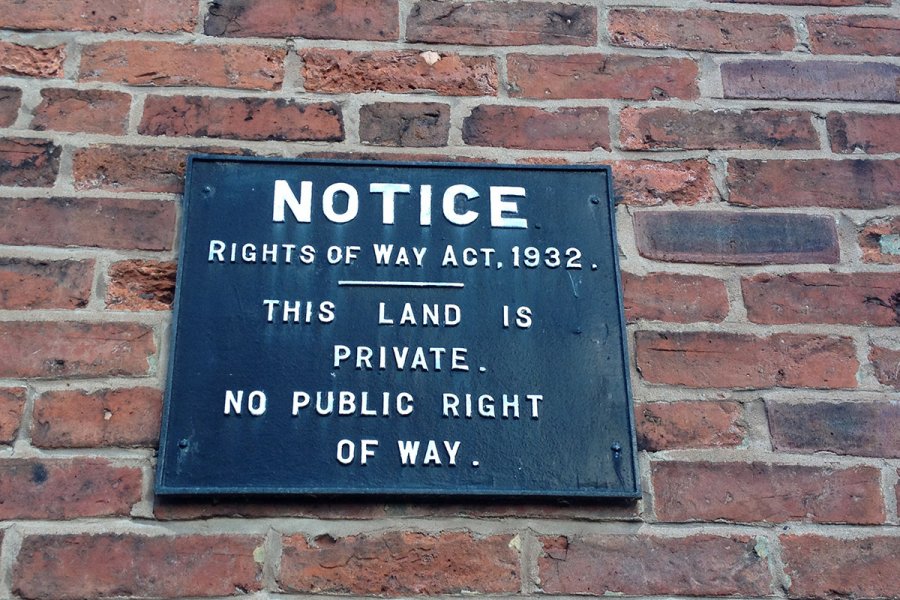 NOTICE
RIGHTS OF WAY ACT, 1932.
THIS LAND IS
PRIVATE.
NO PUBLIC RIGHT
OF WAY.